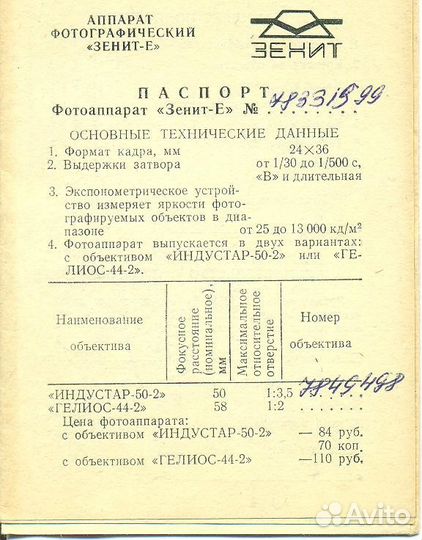 АППАРАТ
ФОТОГРАФИЧЕСКИЙ
«ЗЕНИТ-Е»
ЗЕНИТ
ПАСПОРТ
Фотоаппарат «Зенит-Е» № 78331599
ОСНОВНЫЕ ТЕХНИЧЕСКИЕ ДАННЫЕ
1. Формат кадра, мм 24×36
2. Выдержки затвора от 1/30 до 1/500 с,
«В» и длительная
3. Экспонометрическое устрой-
ство измеряет яркости фото-
графируемых объектов в диа-
пазоне от 25 до 13 000 кд/м²
4. Фотоаппарат выпускается в двух вариантах:
с объективом «ИНДУСТАР-50-2» или «ГЕ-
ЛИОС-44-2».
Наименование
объектива
Фокусное
расстояние
(номинальное),
мм
Максимальное
относительное
отверстие
Номер
объектива
«ИНДУСТАР-50-2» 50 1:3,5 7845498
«ГЕЛИОС-44-2» 58 1:2 . . . . . .
Цена фотоаппарата:
с объективом «ИНДУСТАР-50-2» — 84 руб.
70 коп.
с объективом «ГЕЛИОС-44-2» —110 руб.
Avito